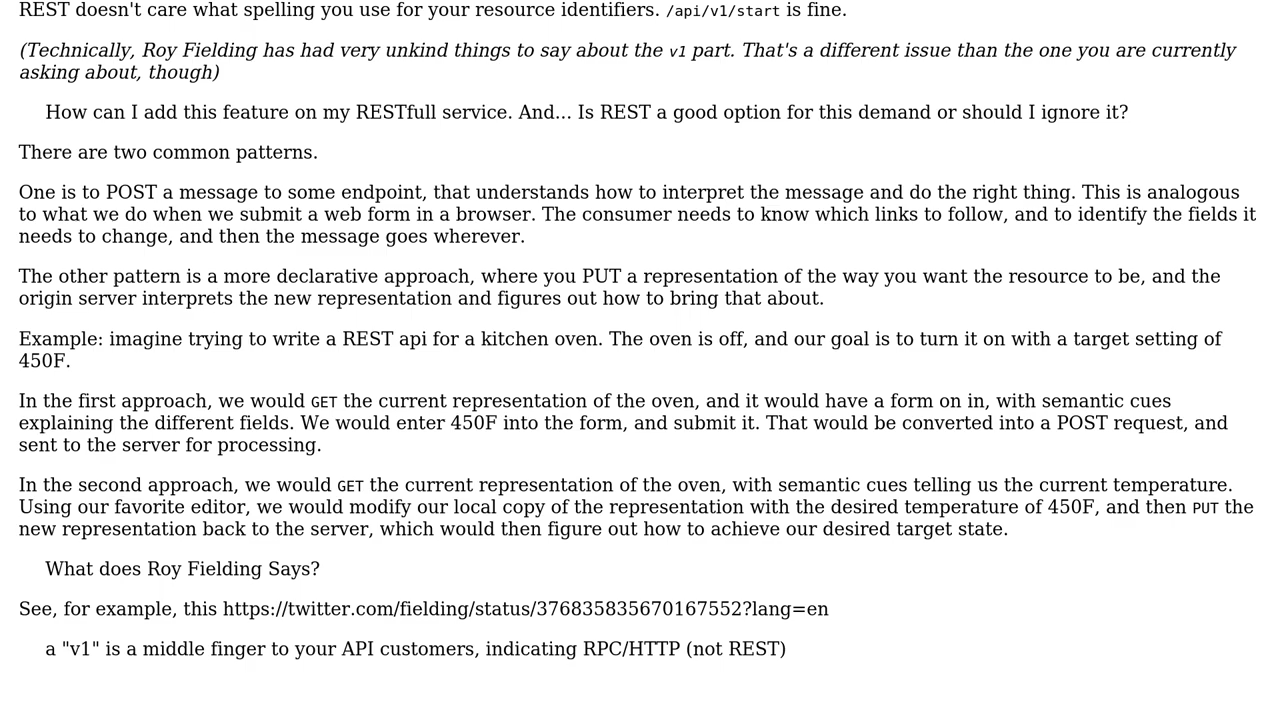 REST doesn't care what spelling you use for your resource identifiers. /api/v1/start is fine.
(Technically, Roy Fielding has had very unkind things to say about the v1 part. That's a different issue than the one you are currently
asking about, though)
How can I add this feature on my RESTfull service. And... Is REST a good option for this demand or should I ignore it?
There are two common patterns.
One is to POST a message to some endpoint, that understands how to interpret the message and do the right thing. This is analogous
to what we do when we submit a web form in a browser. The consumer needs to know which links to follow, and to identify the fields it
needs to change, and then the message goes wherever.
The other pattern is a more declarative approach, where you PUT a representation of the way you want the resource to be, and the
origin server interprets the new representation and figures out how to bring that about.
Example: imagine trying to write a REST api for a kitchen oven. The oven is off, and our goal is to turn it on with a target setting of
450F.
In the first approach, we would GET the current representation of the oven, and it would have a form on in, with semantic cues
explaining the different fields. We would enter 450F into the form, and submit it. That would be converted into a POST request, and
sent to the server for processing.
In the second approach, we would GET the current representation of the oven, with semantic cues telling us the current temperature.
Using our favorite editor, we would modify our local copy of the representation with the desired temperature of 450F, and then PUT the
new representation back to the server, which would then figure out how to achieve our desired target state.
What does Roy Fielding Says?
See, for example, this https://twitter.com/fielding/status/376835835670167552?lang=en
a "v1" is a middle finger to your API customers, indicating RPC/HTTP (not REST)